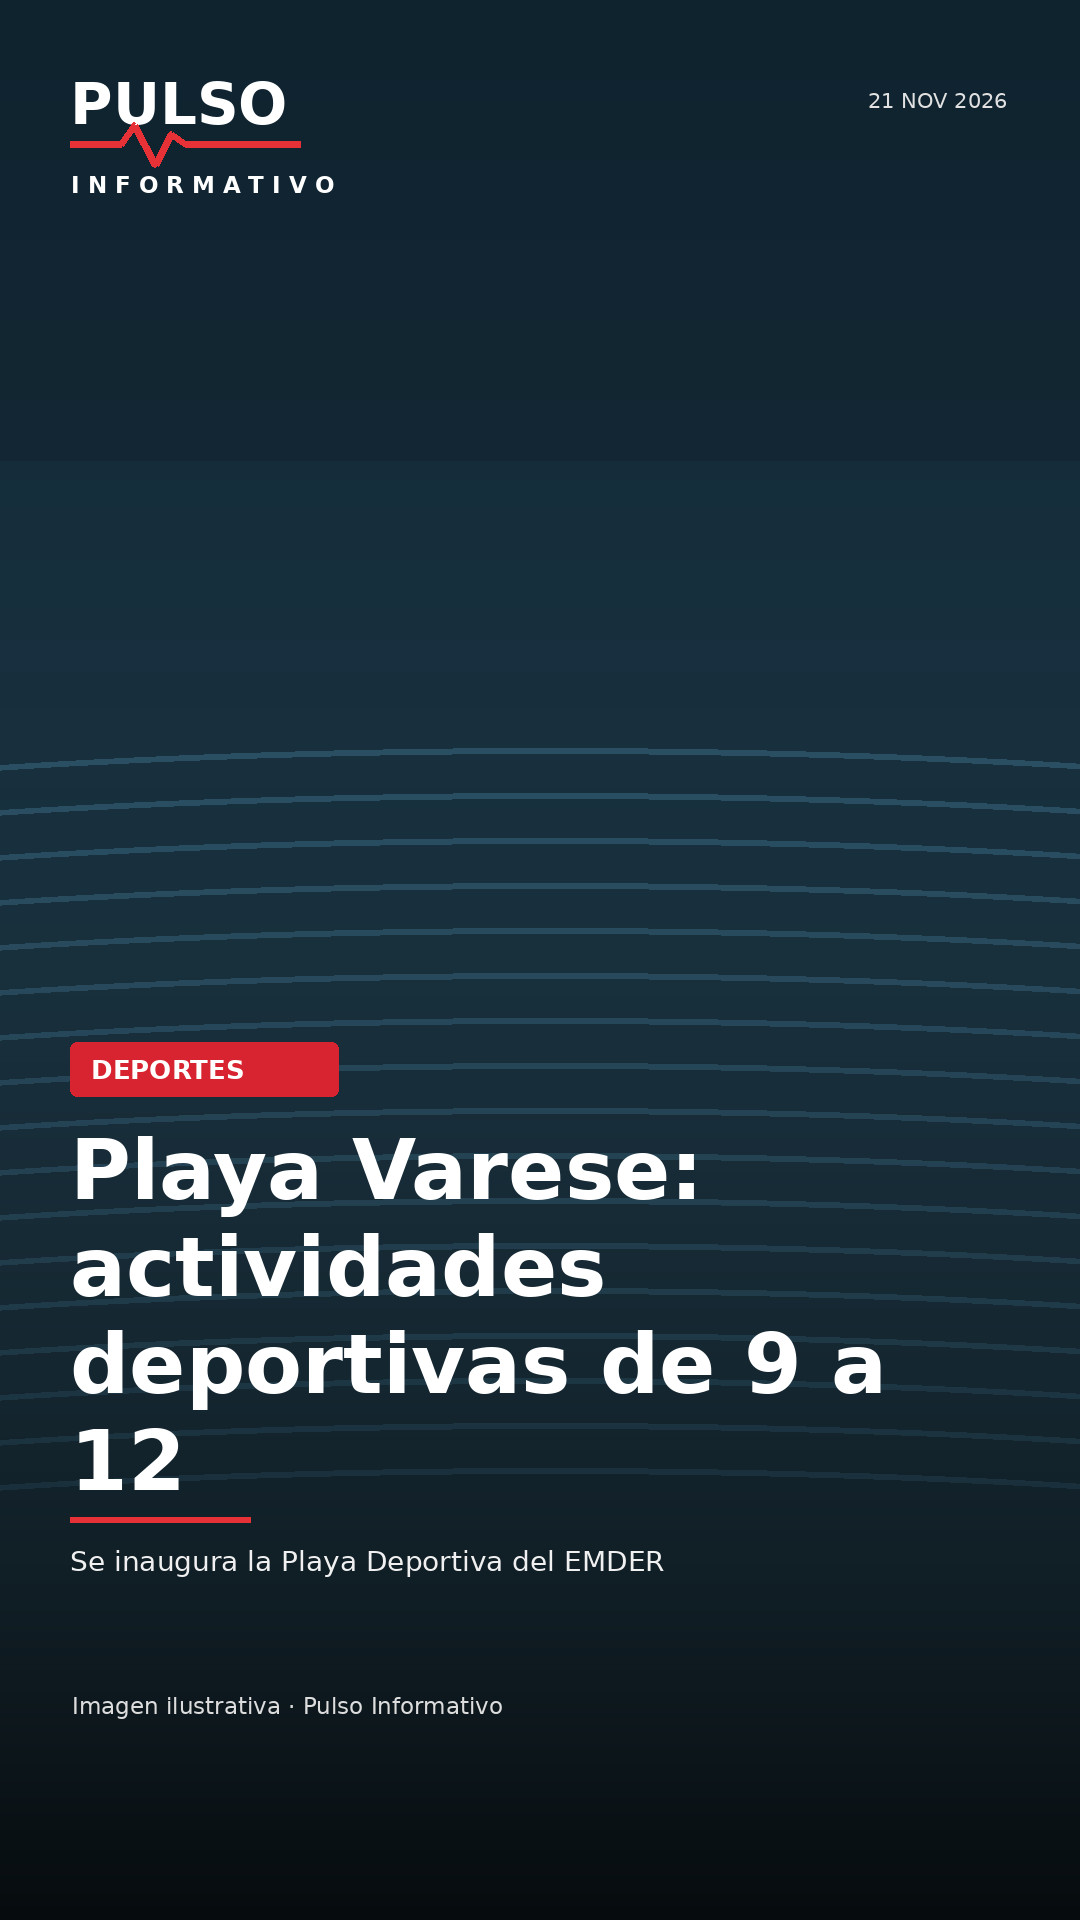 PULSO
21 NOV 2026
INFORMATIVO
DEPORTES
Playa Varese:
actividades
deportivas de 9 a
12
Se inaugura la Playa Deportiva del EMDER
Imagen ilustrativa · Pulso Informativo